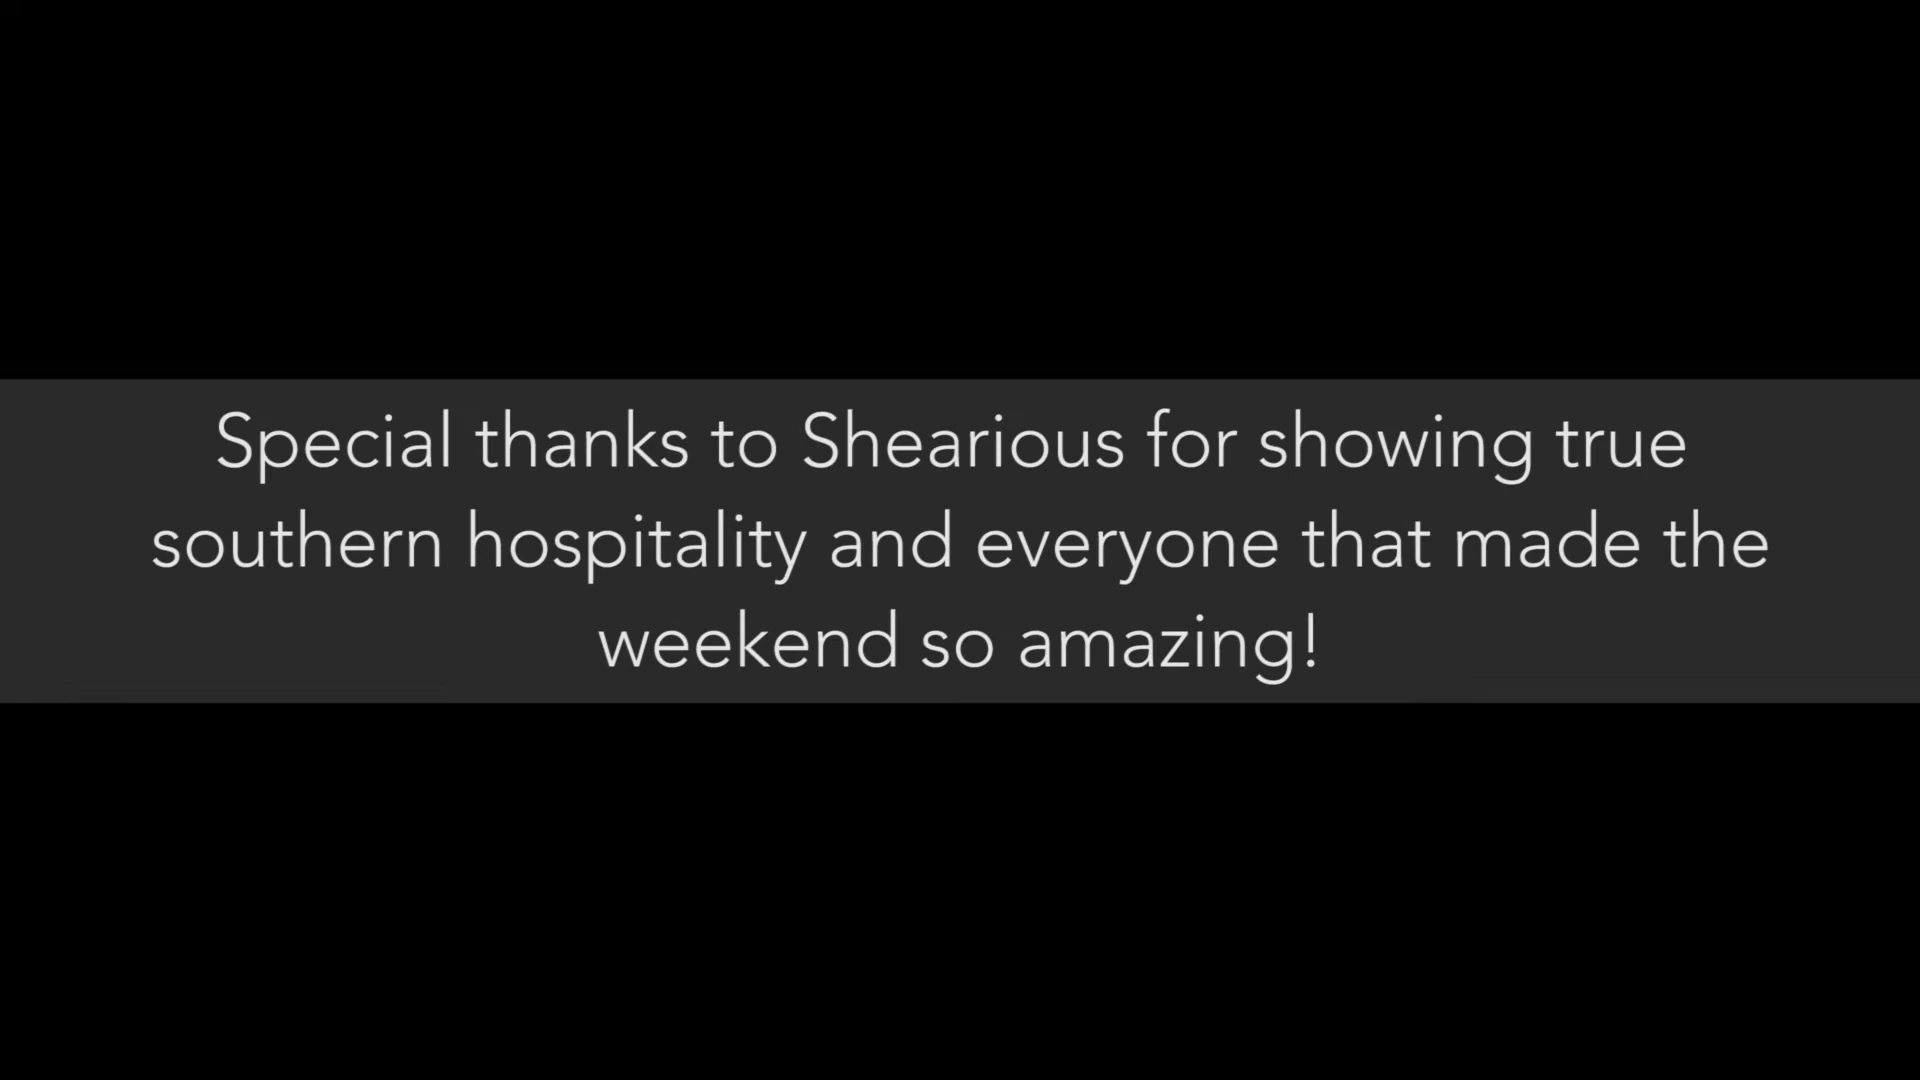 Special thanks to Shearious for showing true
southern hospitality and everyone that made the
weekend so amazing!